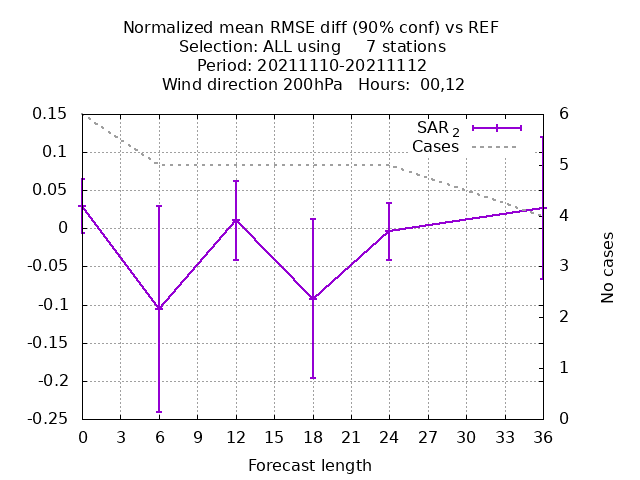 Normalized mean RMSE diff (90% conf) vs REF
Selection: ALL using     7 stations
Period: 20211110-20211112
Wind direction 200hPa   Hours:  00,12
0.15
0.1
0.05
0
-0.05
-0.1
-0.15
-0.2
-0.25
SAR 2
Cases
6
5
4
3
2
1
0
No cases
0 3 6 9 12 15 18 21 24 27 30 33 36
Forecast length